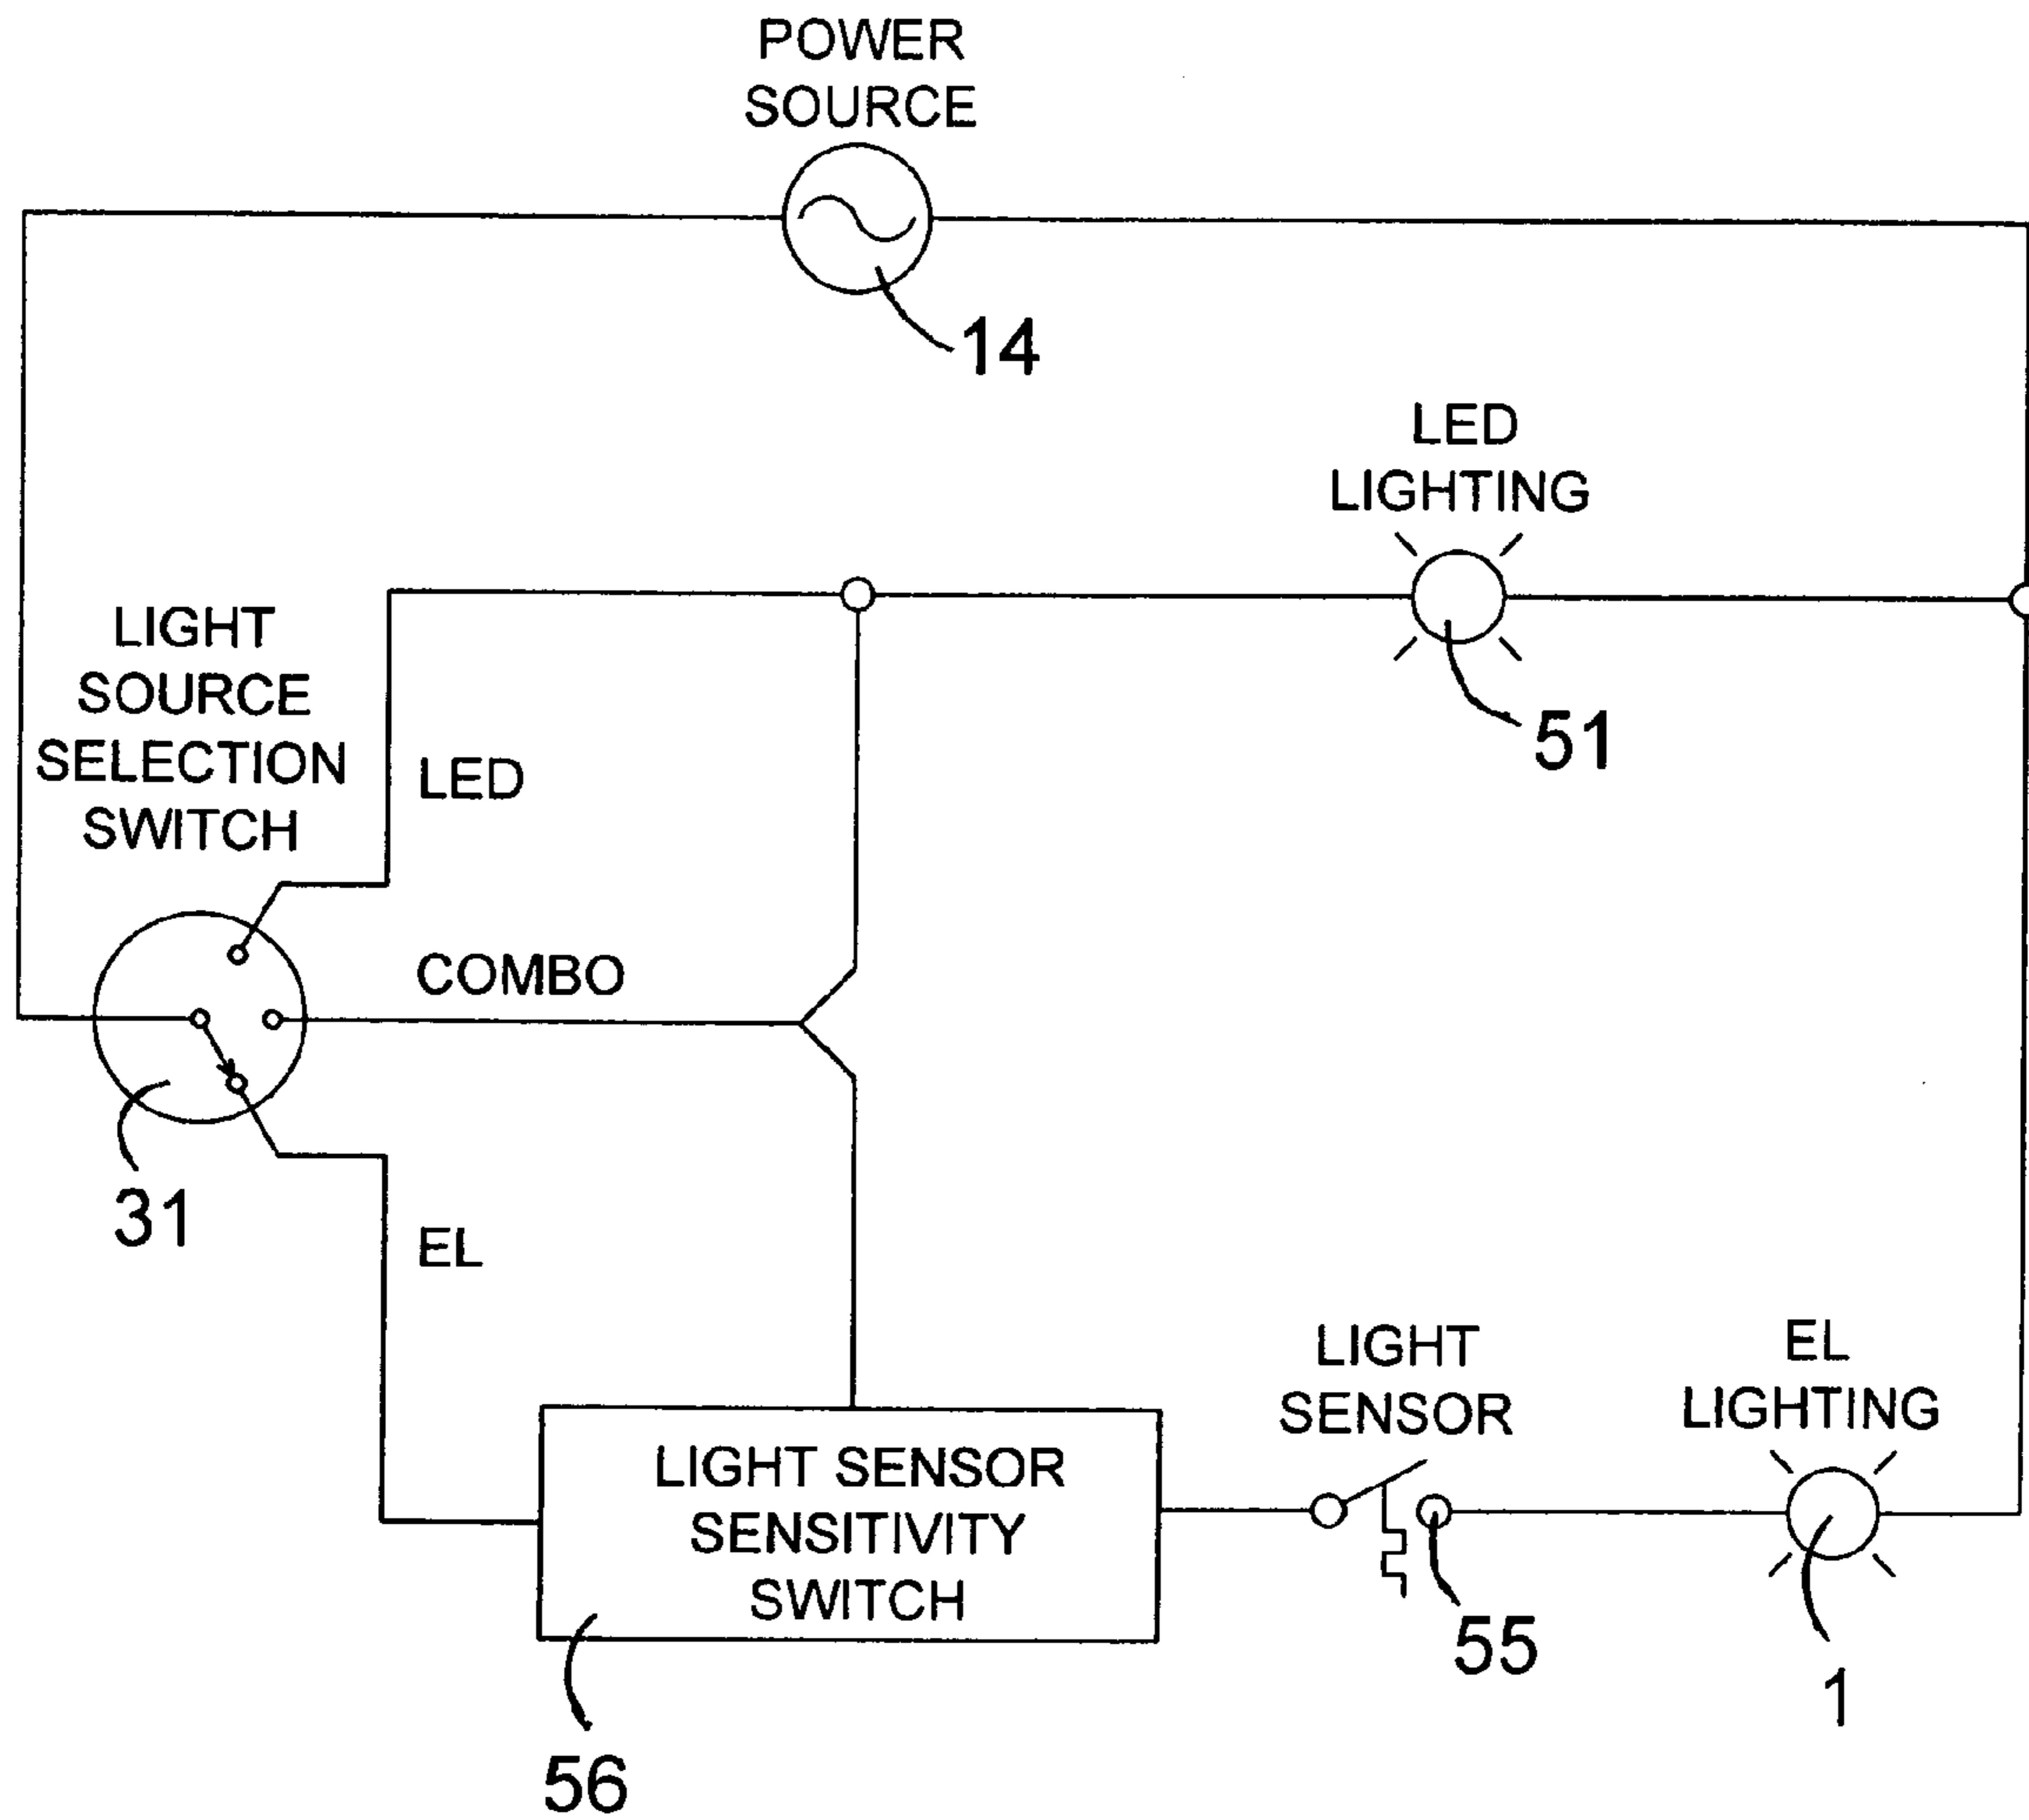 POWER
SOURCE
14
LED
LIGHTING
51
LIGHT
SOURCE
SELECTION
SWITCH
LED
COMBO
31
EL
LIGHT
SENSOR
EL
LIGHTING
LIGHT SENSOR
SENSITIVITY
SWITCH
55
1
56